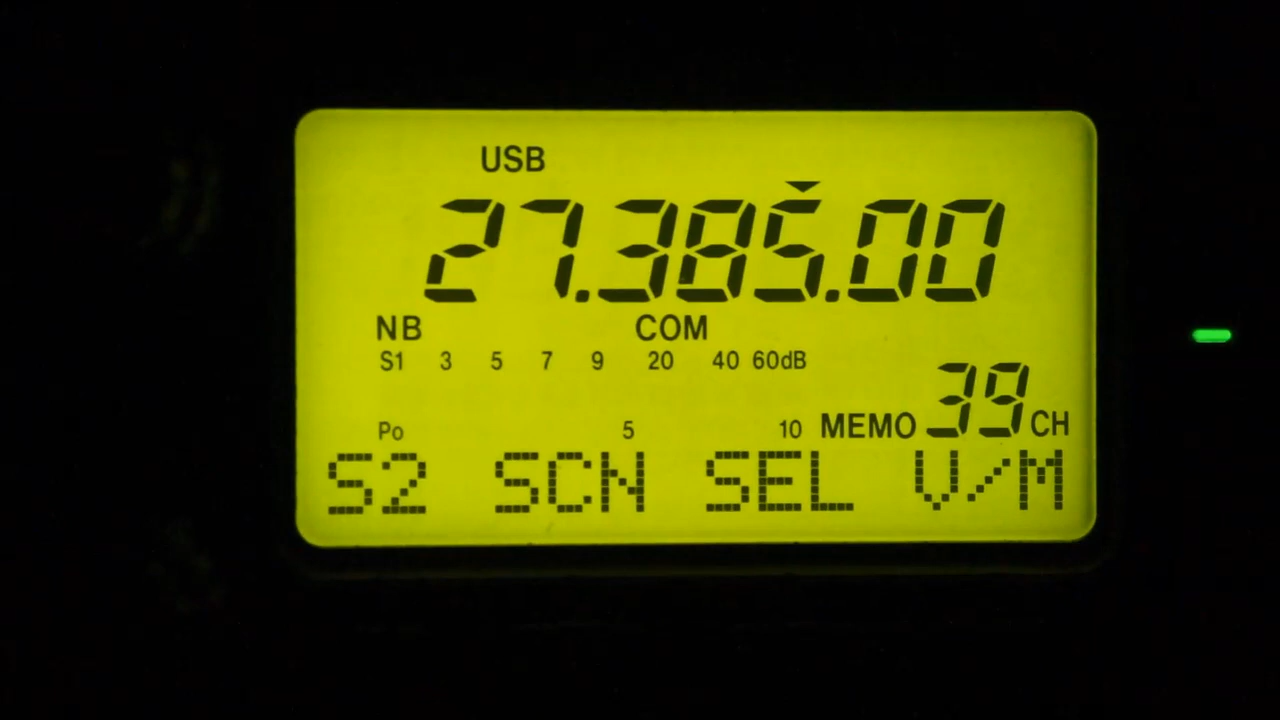 USB
27.385.00
NB COM
S1 3 5 7 9 20 40 60dB
Po 5 10 MEMO 39 CH
S2 SCN SEL V/M